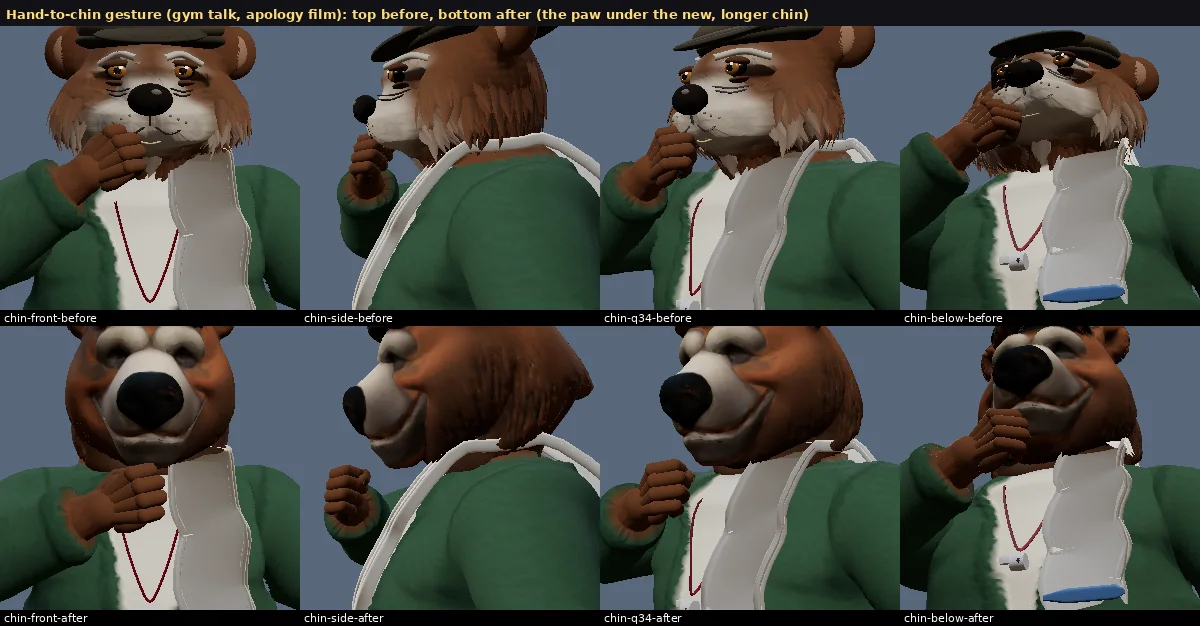 Hand-to-chin gesture (gym talk, apology film): top before, bottom after (the paw under the new, longer chin)
chin-front-before
chin-side-before
chin-q34-before
chin-below-before
chin-front-after
chin-side-after
chin-q34-after
chin-below-after